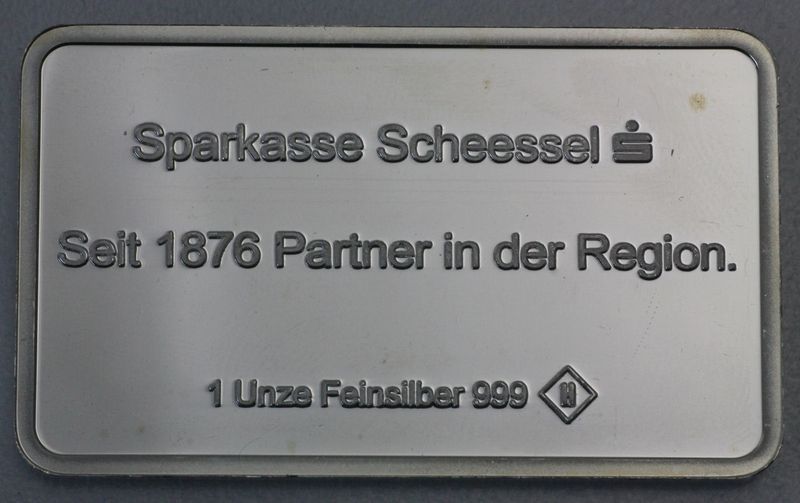 Sparkasse Scheessel
Seit 1876 Partner in der Region.
1 Unze Feinsilber 999